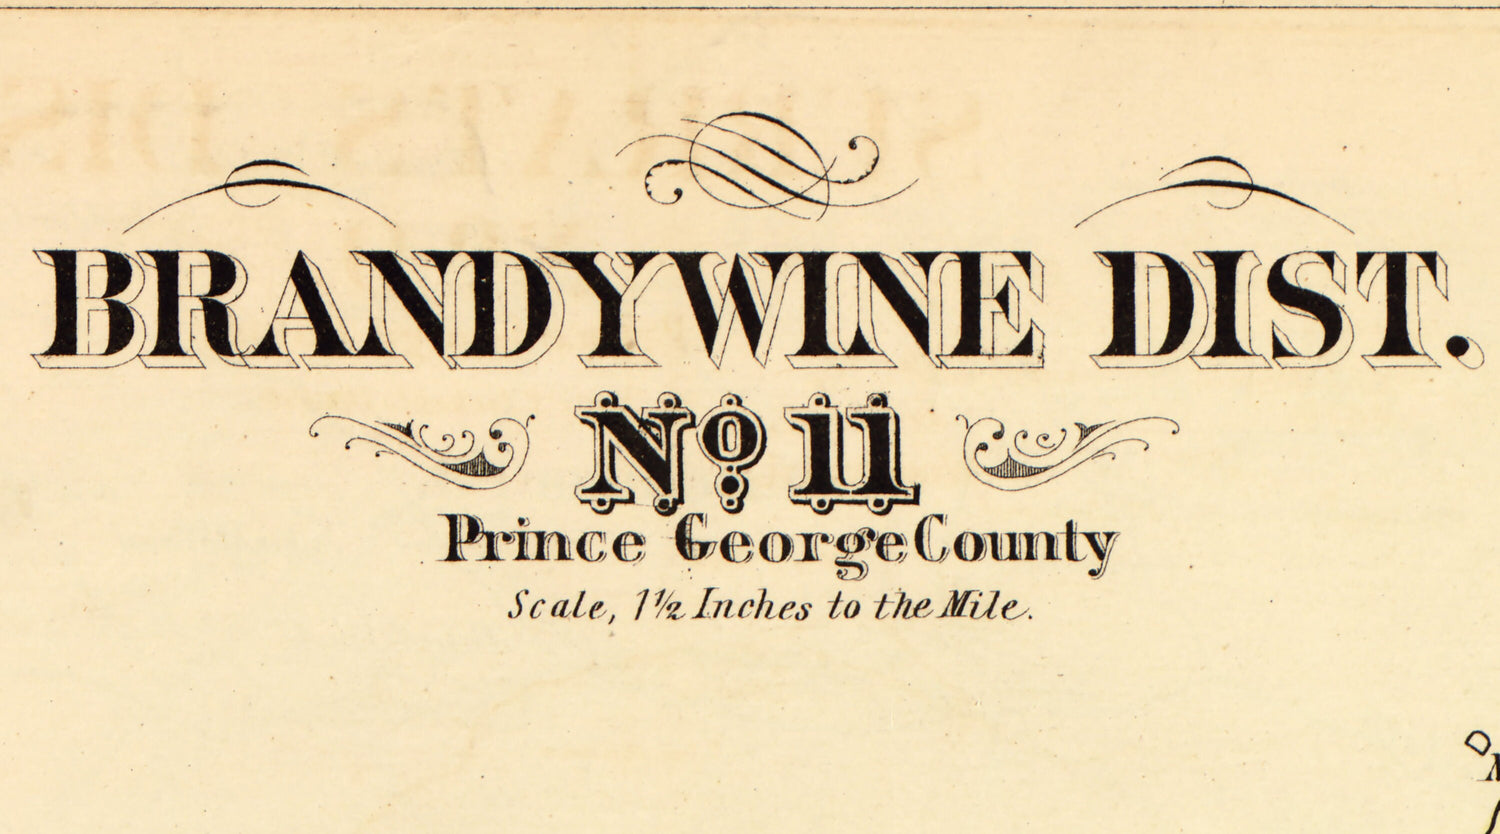 BRANDYWINE DIST.
No. 11
Prince George County
Scale, 1½ Inches to the Mile.
D